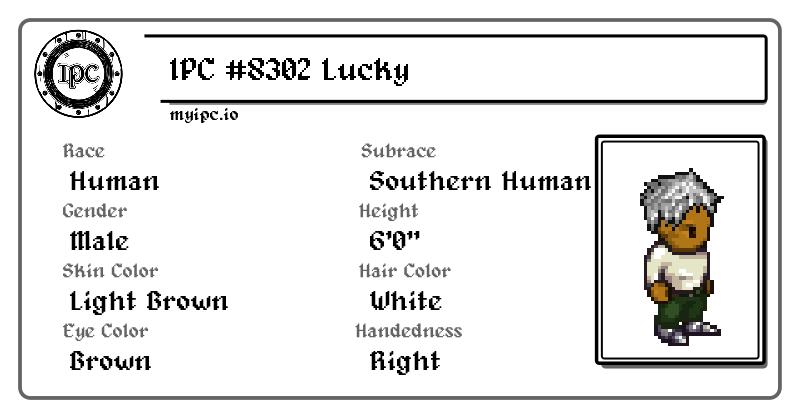 IPC
IPC #8302 Lucky
myipc.io
Race
Human
Subrace
Southern Human
Gender
Male
Height
6'0"
Skin Color
Light Brown
Hair Color
White
Eye Color
Brown
Handedness
Right